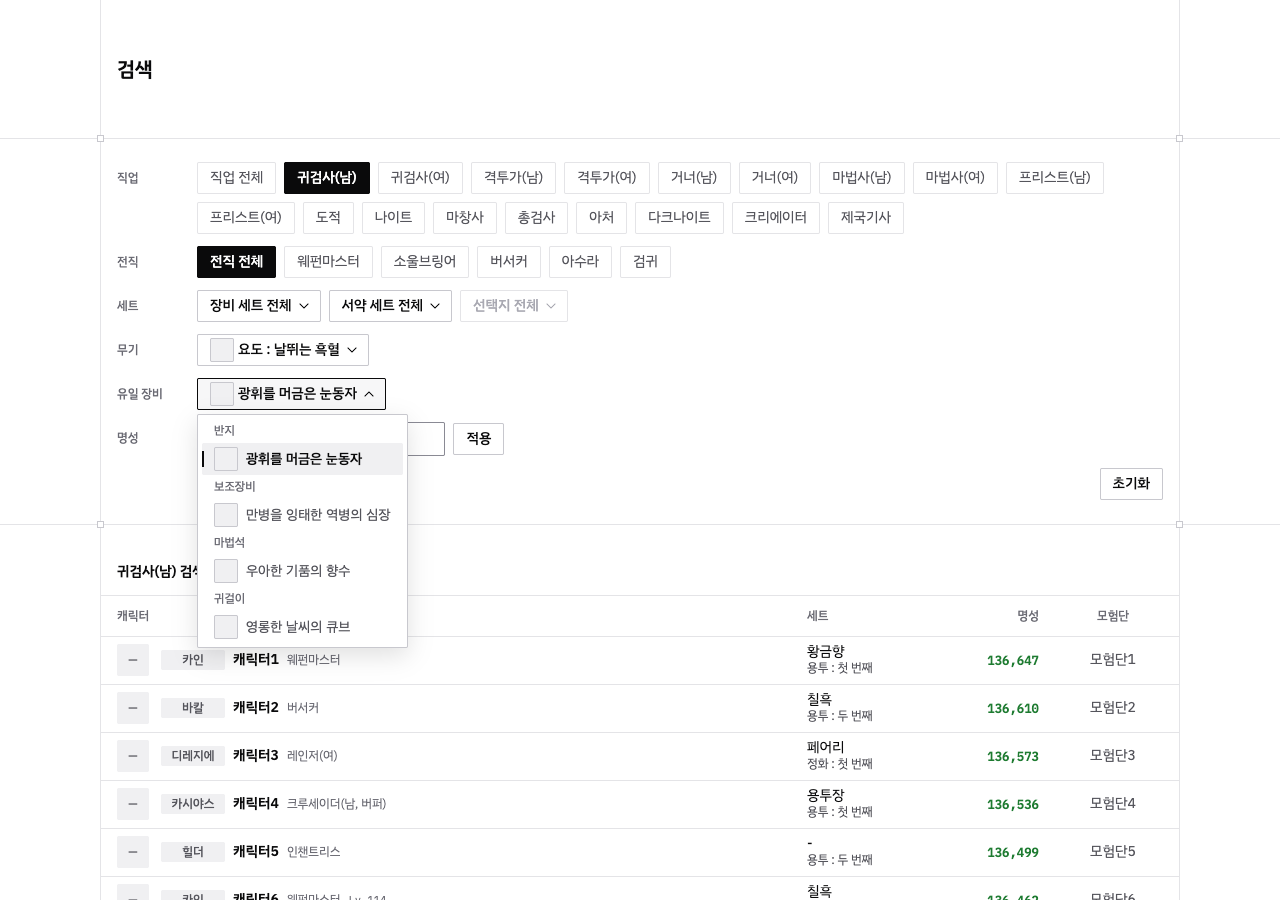 검색
직업
직업 전체 귀검사(남) 귀검사(여) 격투가(남) 격투가(여) 거너(남) 거너(여) 마법사(남) 마법사(여) 프리스트(남)
프리스트(여) 도적 나이트 마창사 총검사 아처 다크나이트 크리에이터 제국기사
전직
전직 전체 웨펀마스터 소울브링어 버서커 아수라 검귀
세트
장비 세트 전체 서약 세트 전체 선택지 전체
무기
요도 : 날뛰는 흑혈
유일 장비
광휘를 머금은 눈동자
명성
적용
반지
광휘를 머금은 눈동자
보조장비
만병을 잉태한 역병의 심장
마법석
우아한 기품의 향수
귀걸이
영롱한 날씨의 큐브
초기화
귀검사(남)
캐릭터 세트 명성 모험단
카인 캐릭터1 웨펀마스터 황금향 136,647 모험단1
용투 : 첫 번째
바칼 캐릭터2 버서커 칠흑 136,610 모험단2
용투 : 두 번째
디레지에 캐릭터3 레인저(여) 페어리 136,573 모험단3
정화 : 첫 번째
카시야스 캐릭터4 크루세이더(남, 버퍼) 용투장 136,536 모험단4
용투 : 첫 번째
힐더 캐릭터5 인챈트리스 - 136,499 모험단5
용투 : 두 번째
카인 캐릭터6 웨펀마스터 칠흑 136,462 모험단6